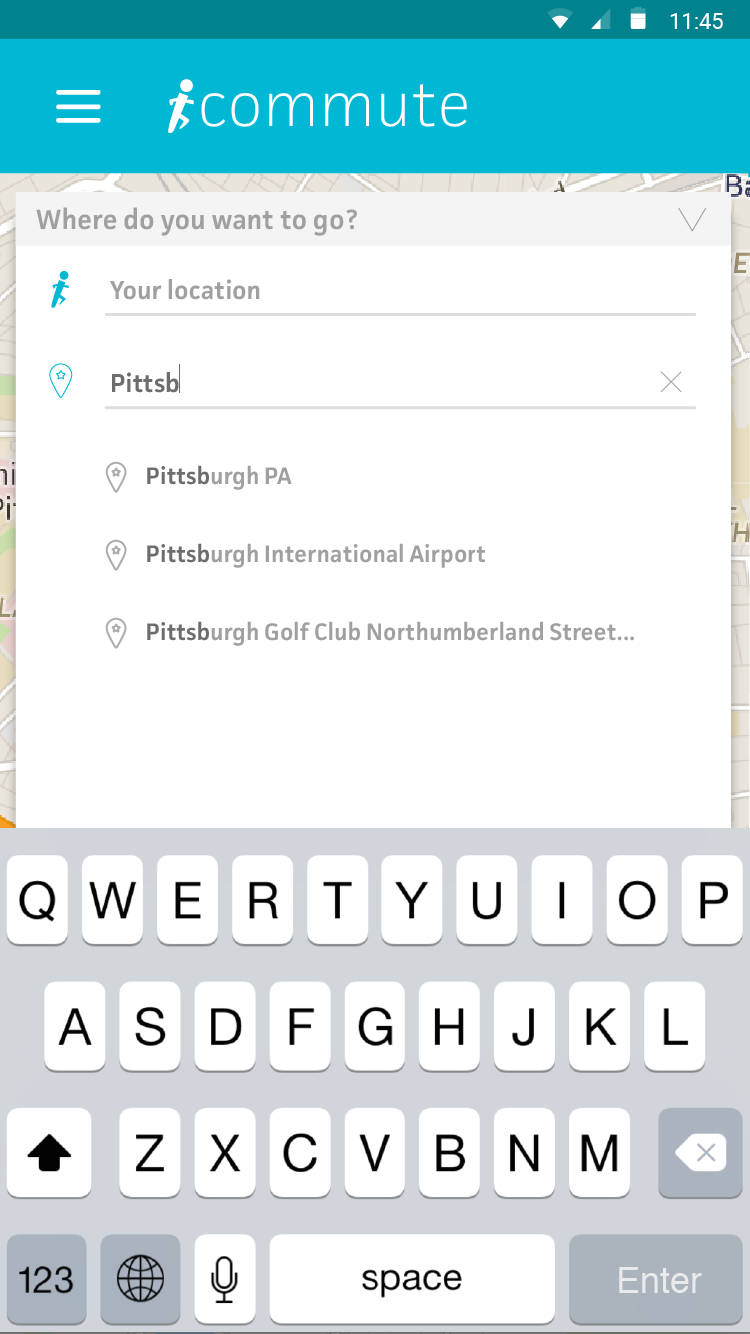 11:45
icommute
Where do you want to go?
Your location
Pittsb
Pittsburgh PA
Pittsburgh International Airport
Pittsburgh Golf Club Northumberland Street...
Q W E R T Y U I O P
A S D F G H J K L
Z X C V B N M
123 space Enter